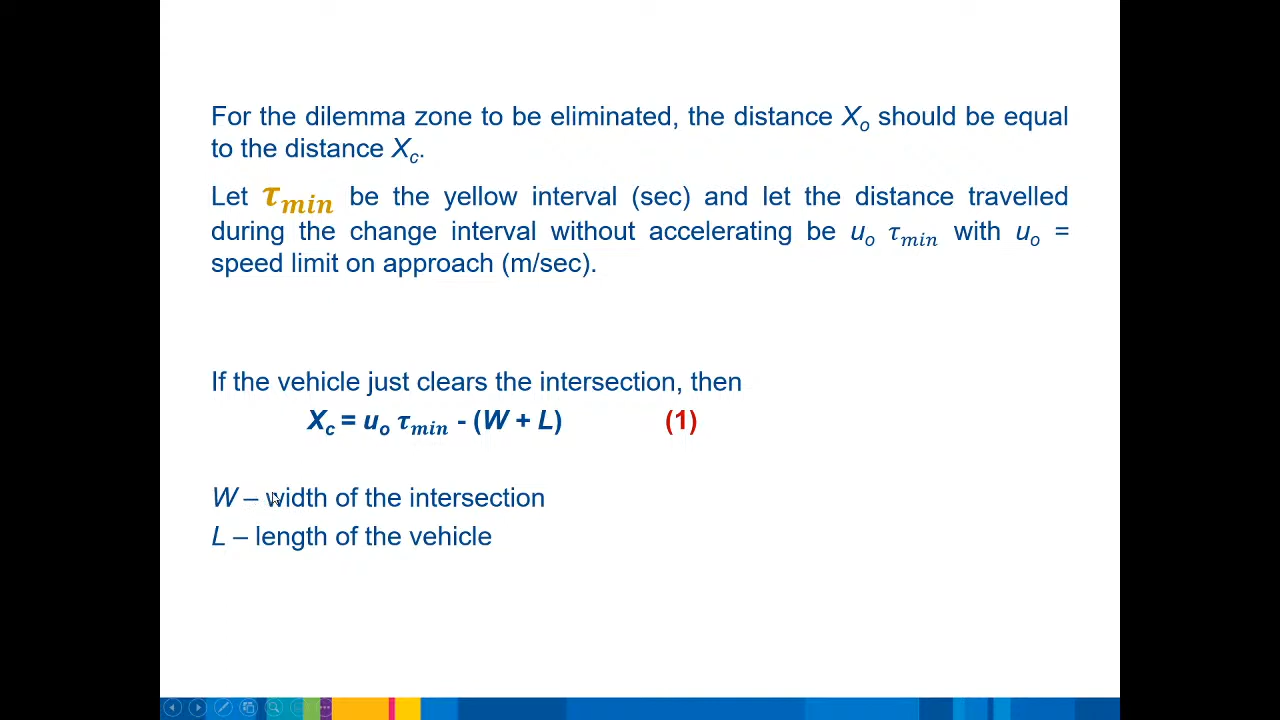 For the dilemma zone to be eliminated, the distance Xₒ should be equal
to the distance X꜀.
Let 𝝉𝒎𝒊𝒏 be the yellow interval (sec) and let the distance travelled
during the change interval without accelerating be uₒ 𝜏𝑚𝑖𝑛 with uₒ =
speed limit on approach (m/sec).
If the vehicle just clears the intersection, then
X꜀ = uₒ 𝝉𝒎𝒊𝒏 - (W + L) (1)
W – width of the intersection
L – length of the vehicle